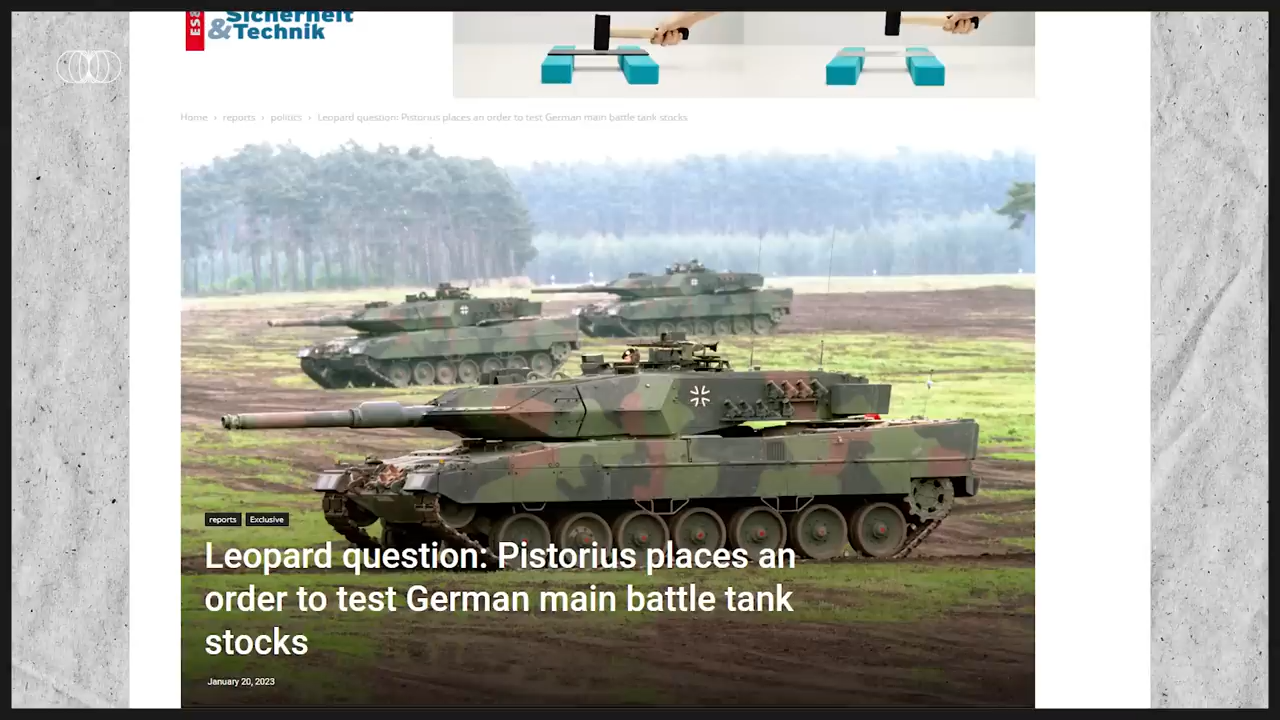 Sicherheit
&Technik
Home › reports › politics › Leopard question: Pistorius places an order to test German main battle tank stocks
reports Exclusive
Leopard question: Pistorius places an
order to test German main battle tank
stocks
January 20, 2023